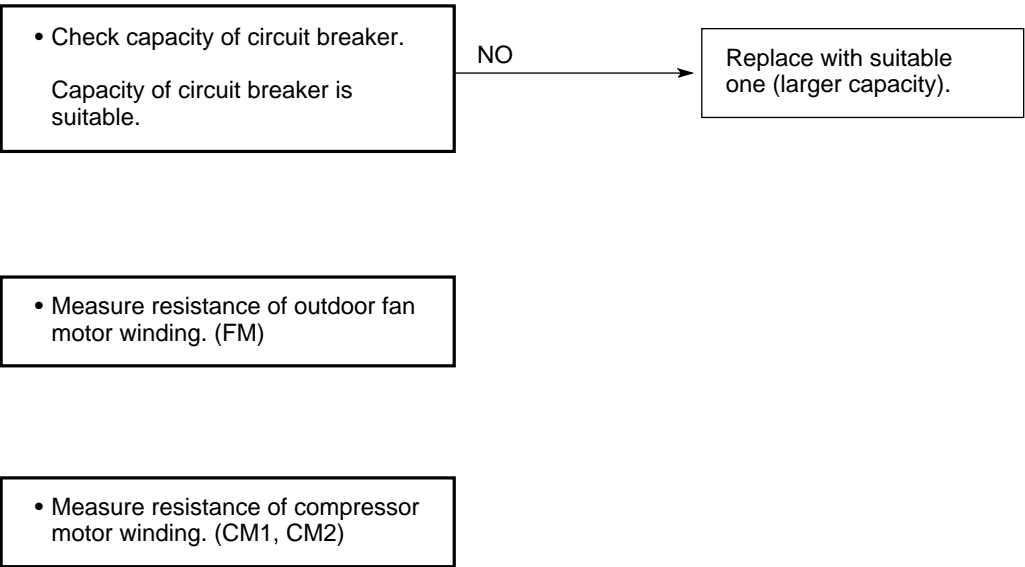 • Check capacity of circuit breaker.
Capacity of circuit breaker is
suitable.
NO
Replace with suitable
one (larger capacity).
• Measure resistance of outdoor fan
motor winding. (FM)
• Measure resistance of compressor
motor winding. (CM1, CM2)